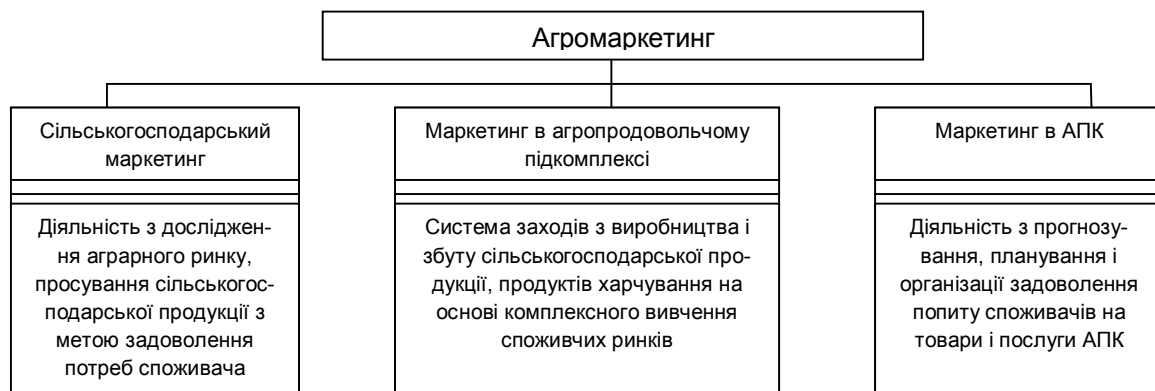 Агромаркетинг
Сільськогосподарський
маркетинг
Діяльність з досліджен-
ня аграрного ринку,
просування сільськогос-
подарської продукції з
метою задоволення
потреб споживача
Маркетинг в агропродовольчому
підкомплексі
Система заходів з виробництва і
збуту сільськогосподарської про-
дукції, продуктів харчування на
основі комплексного вивчення
споживчих ринків
Маркетинг в АПК
Діяльність з прогнозу-
вання, планування і
організації задоволення
попиту споживачів на
товари і послуги АПК